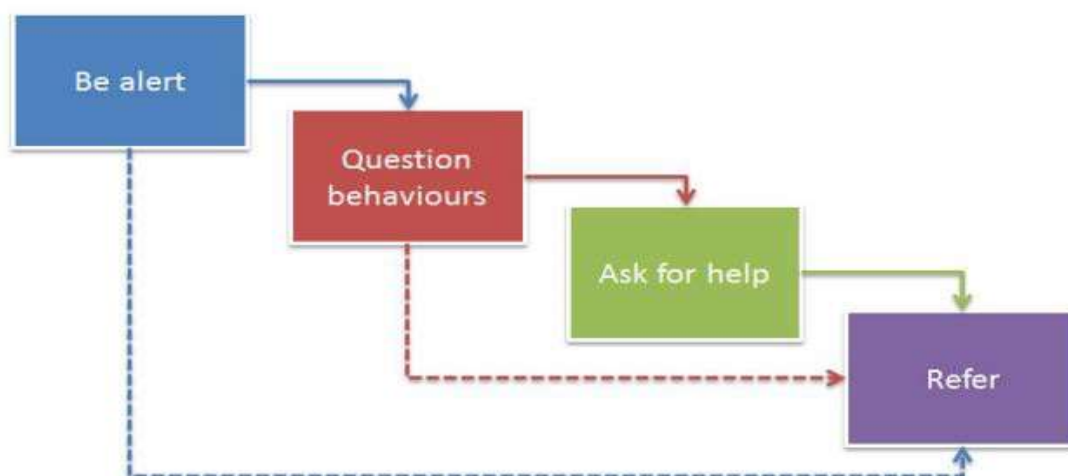 Be alert
Question
behaviours
Ask for help
Refer